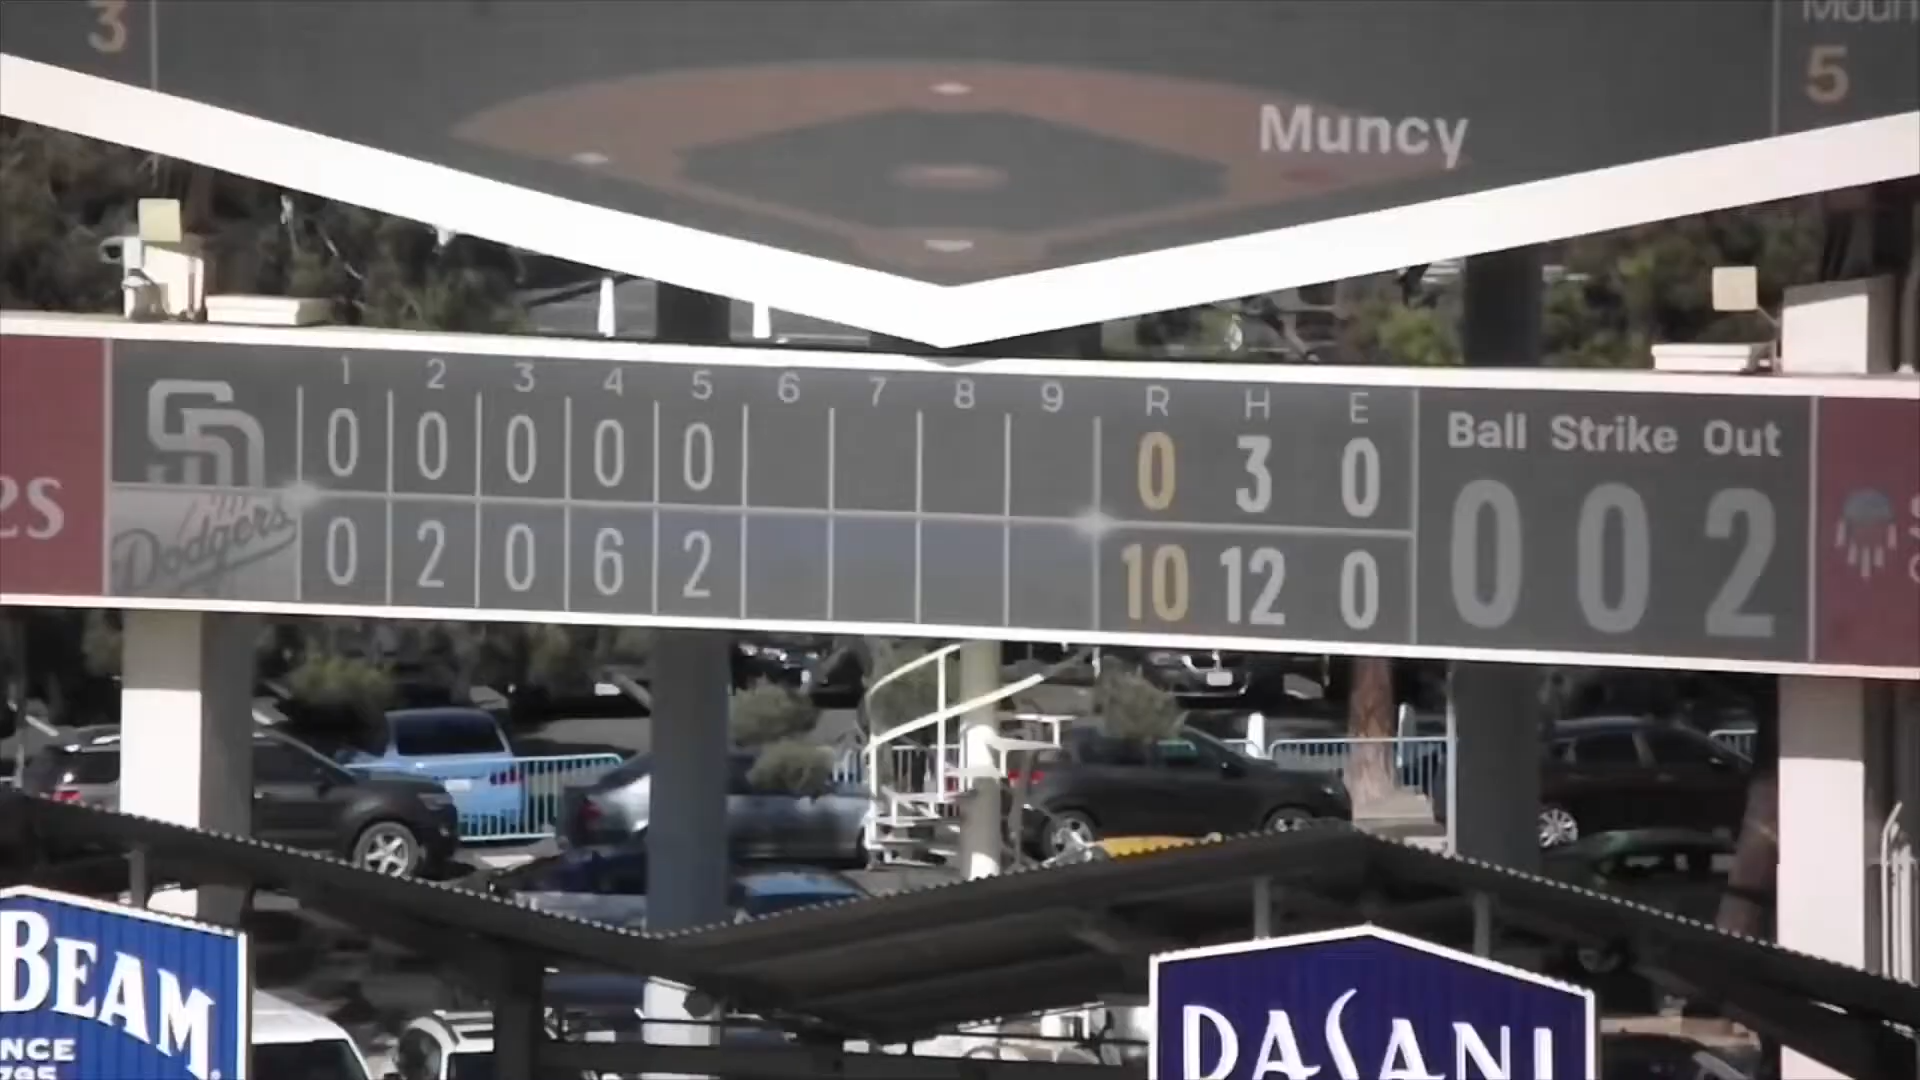 3
Moun
5
Muncy
1 2 3 4 5 6 7 8 9 R H E
SD 0 0 0 0 0 0 3 0
Dodgers 0 2 0 6 2 10 12 0
Ball Strike Out
0 0 2
es
BEAM
NCE
795
DASANI